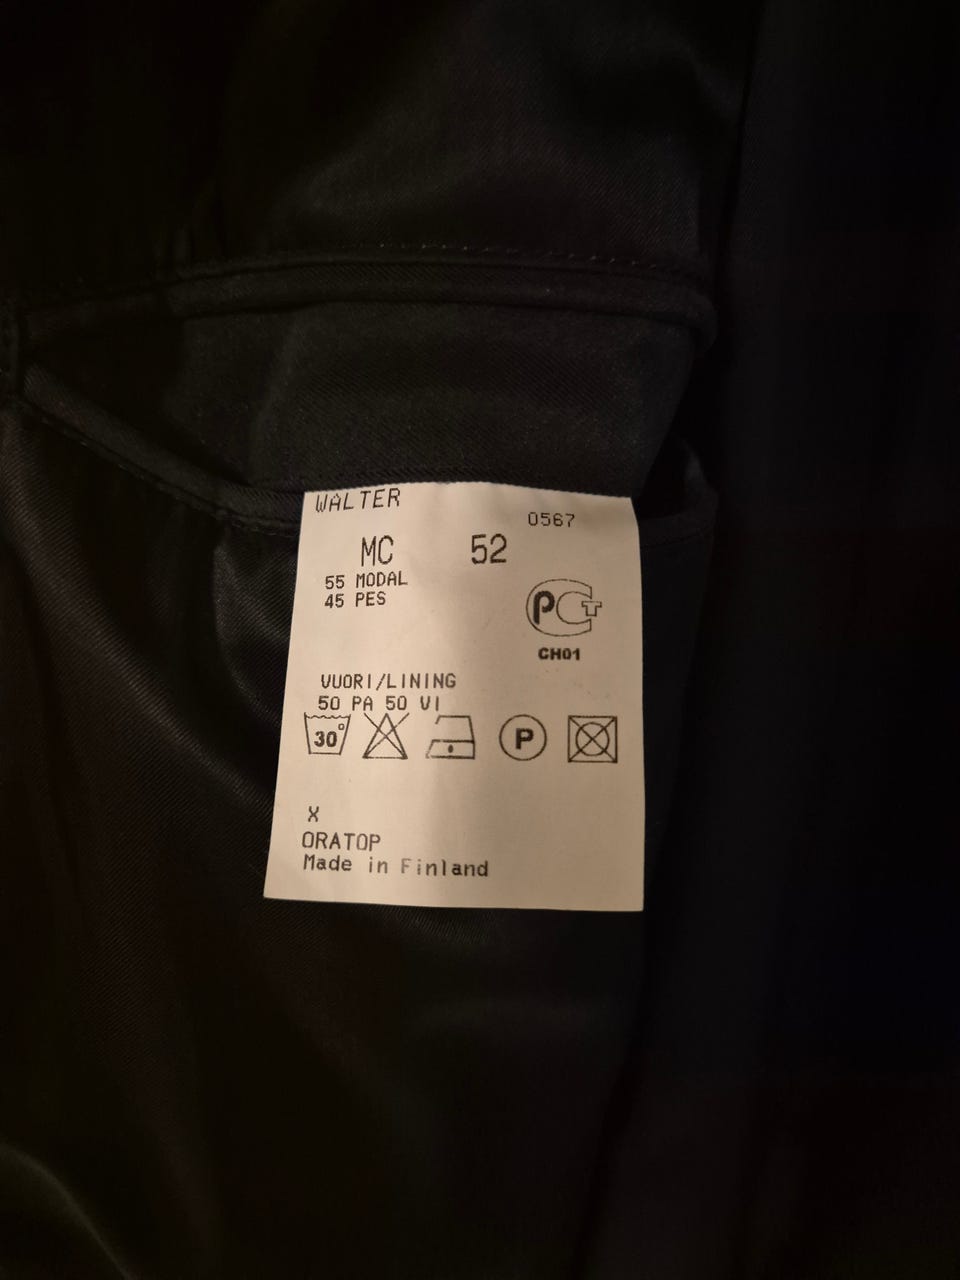 WALTER
0567
MC 52
55 MODAL
45 PES
PCT
CH01
VUORI/LINING
50 PA 50 VI
30°
P
X
ORATOP
Made in Finland